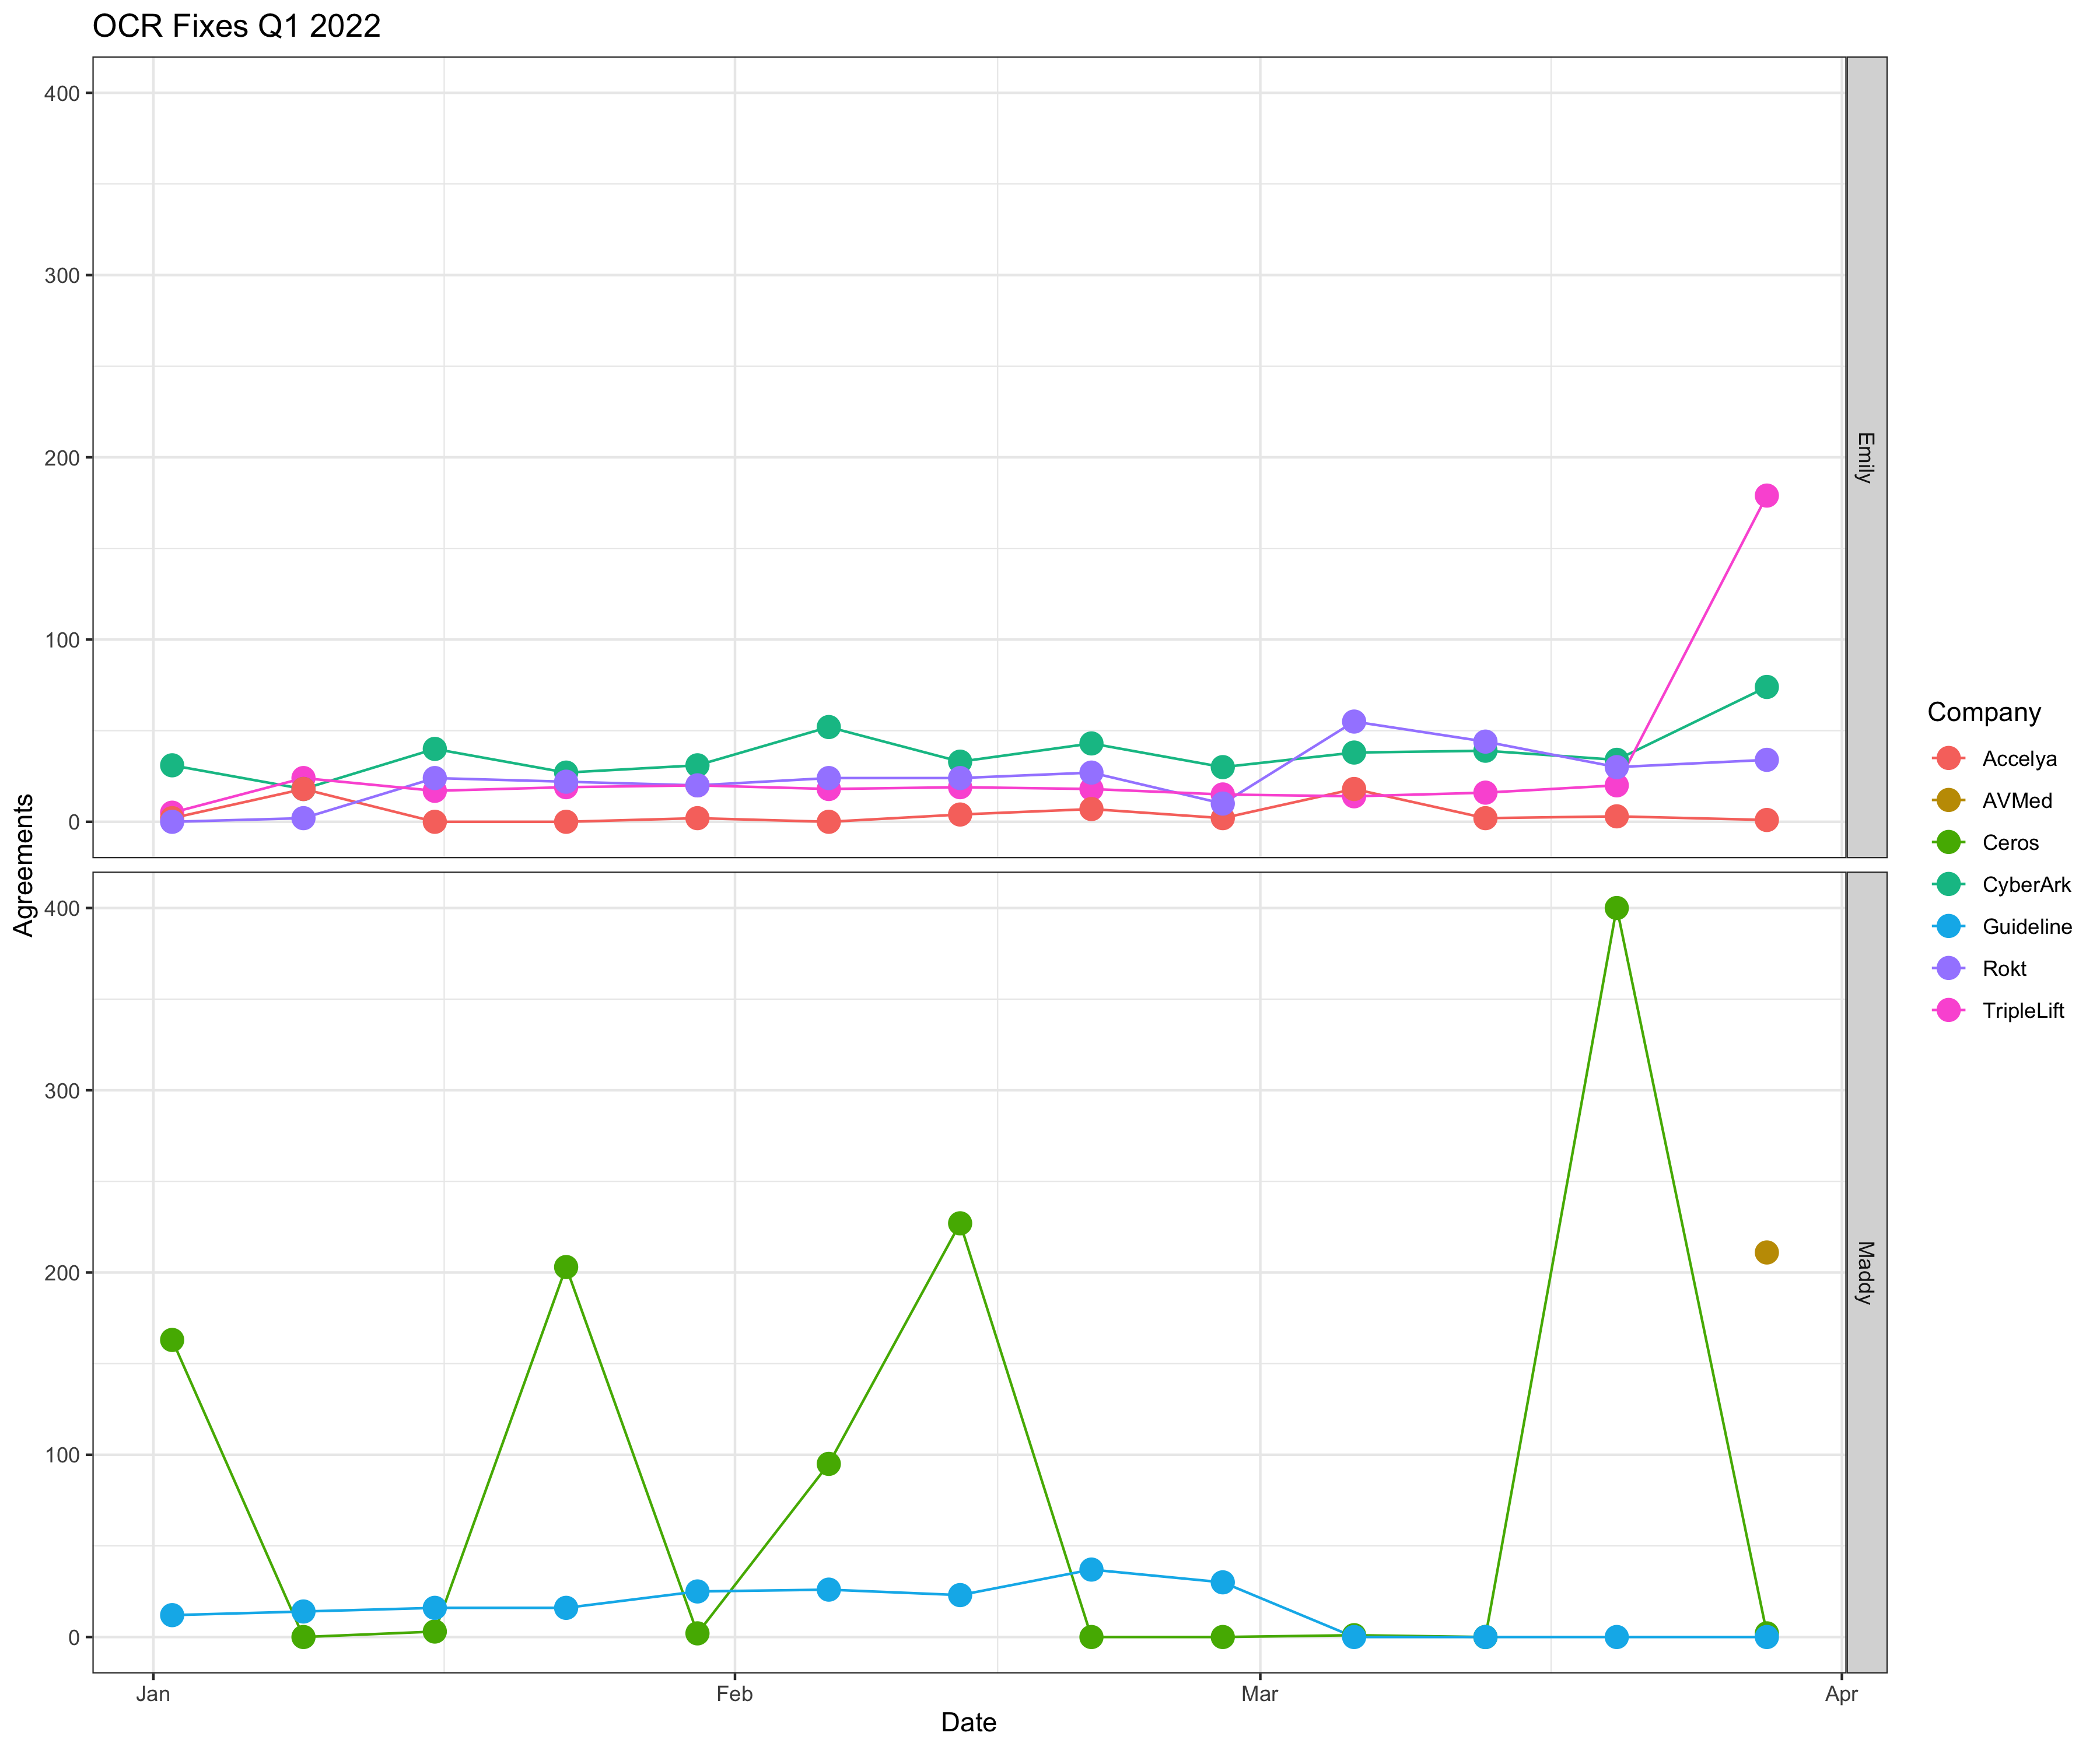 OCR Fixes Q1 2022
400
300
200
100
0
Emily
400
300
200
100
0
Maddy
Agreements
Jan
Feb
Mar
Apr
Date
Company
Accelya
AVMed
Ceros
CyberArk
Guideline
Rokt
TripleLift